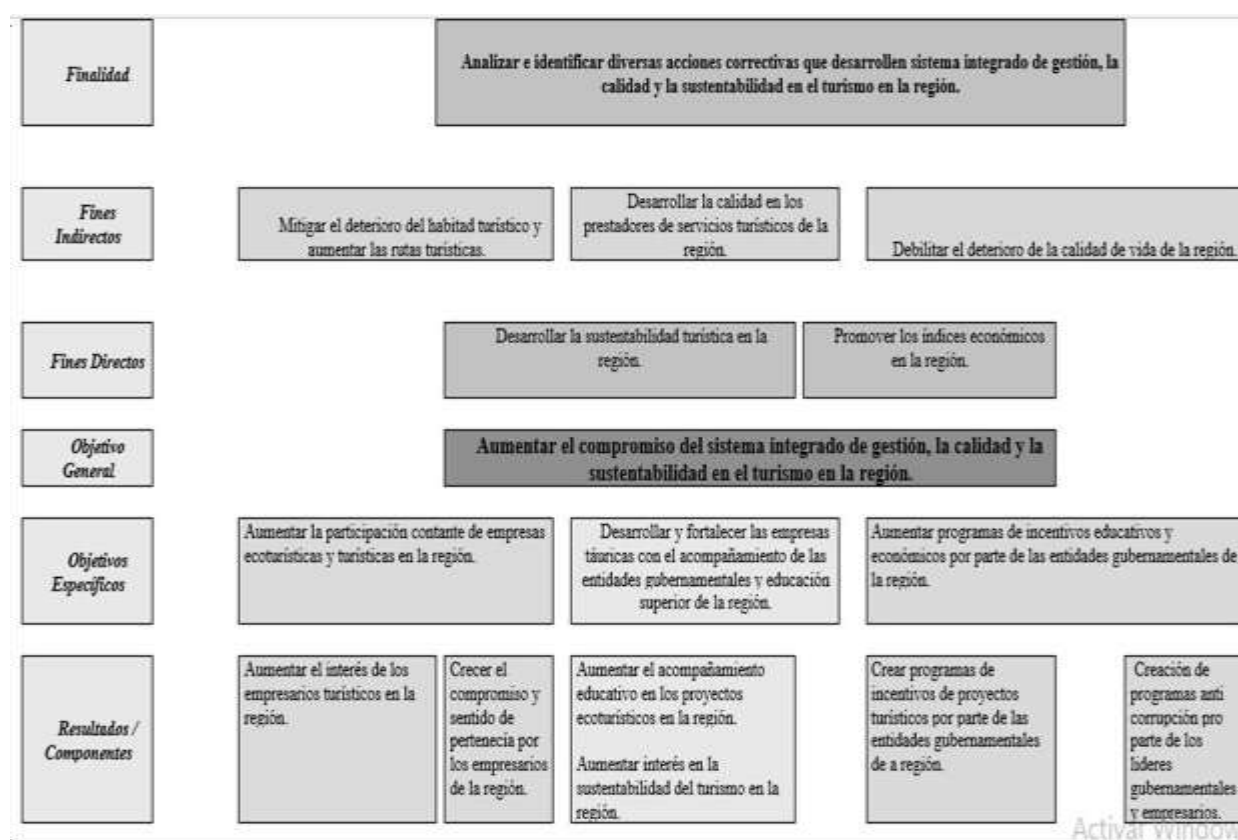 Finalidad
Analizar e identificar diversas acciones correctivas que desarrollen sistema integrado de gestión, la
calidad y la sustentabilidad en el turismo en la región.
Fines
Indirectos
Mitigar el deterioro del habitad turístico y
aumentar las rutas turísticas.
Desarrollar la calidad en los
prestadores de servicios turísticos de la
región.
Debilitar el deterioro de la calidad de vida de la región.
Fines Directos
Desarrollar la sustentabilidad turística en la
región.
Promover los índices económicos
en la región.
Objetivo
General
Aumentar el compromiso del sistema integrado de gestión, la calidad y la
sustentabilidad en el turismo en la región.
Objetivos
Específicos
Aumentar la participación contante de empresas
ecoturísticas y turísticas en la región.
Desarrollar y fortalecer las empresas
táuricas con el acompañamiento de las
entidades gubernamentales y educación
superior de la región.
Aumentar programas de incentivos educativos y
económicos por parte de las entidades gubernamentales de
la región.
Resultados /
Componentes
Aumentar el interés de los
empresarios turísticos en la
región.
Crecer el
compromiso y
sentido de
pertenecía por
los empresarios
de la región.
Aumentar el acompañamiento
educativo en los proyectos
ecoturísticos en la región.
Aumentar interés en la
sustentabilidad del turismo en la
región.
Crear programas de
incentivos de proyectos
turísticos por parte de las
entidades gubernamentales
de a región.
Creación de
programas anti
corrupción pro
parte de los
lideres
gubernamentales
y empresarios.
Activar Window